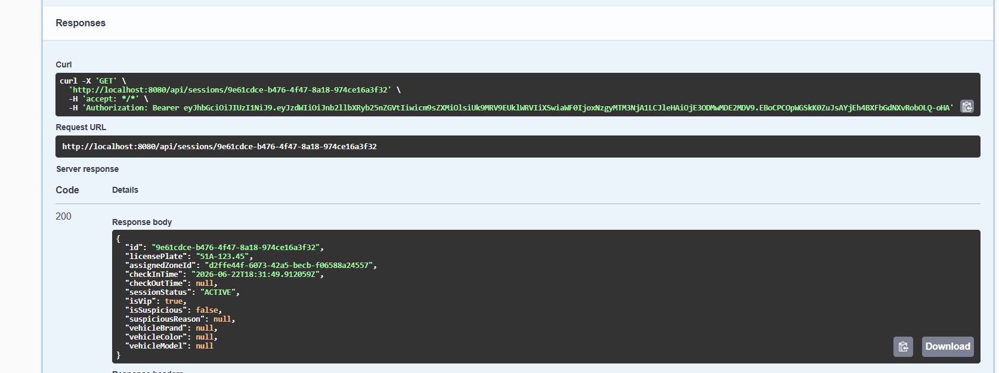 Responses
Curl
curl -X 'GET' \
'http://localhost:8080/api/sessions/9e61cdce-b476-4f47-8a18-974ce16a3f32' \
-H 'accept: */*' \
-H 'Authorization: Bearer eyJhbGciOiJIUzI1NiJ9.eyJzdWIiOiJnb2llbXRyb25nZGVtIiwicm9sZXMiOlsiUk9MRV9EUklWRVIiXSwiaWF0IjoxNzgyMTM3NjA1LCJleHAiOjE3ODMwMDE2MDV9.EBoCPCOpWGSkK0ZuJsAYjEh4BXFbGdNXvRobOLQ-oHA'
Request URL
http://localhost:8080/api/sessions/9e61cdce-b476-4f47-8a18-974ce16a3f32
Server response
Code Details
200
Response body
{
"id": "9e61cdce-b476-4f47-8a18-974ce16a3f32",
"licensePlate": "51A-123.45",
"assignedZoneId": "d2ffe44f-6073-42a5-becb-f06588a24557",
"checkInTime": "2026-06-22T18:31:49.912059Z",
"checkOutTime": null,
"sessionStatus": "ACTIVE",
"isVip": true,
"isSuspicious": false,
"suspiciousReason": null,
"vehicleBrand": null,
"vehicleColor": null,
"vehicleModel": null
}
Download
Response headers